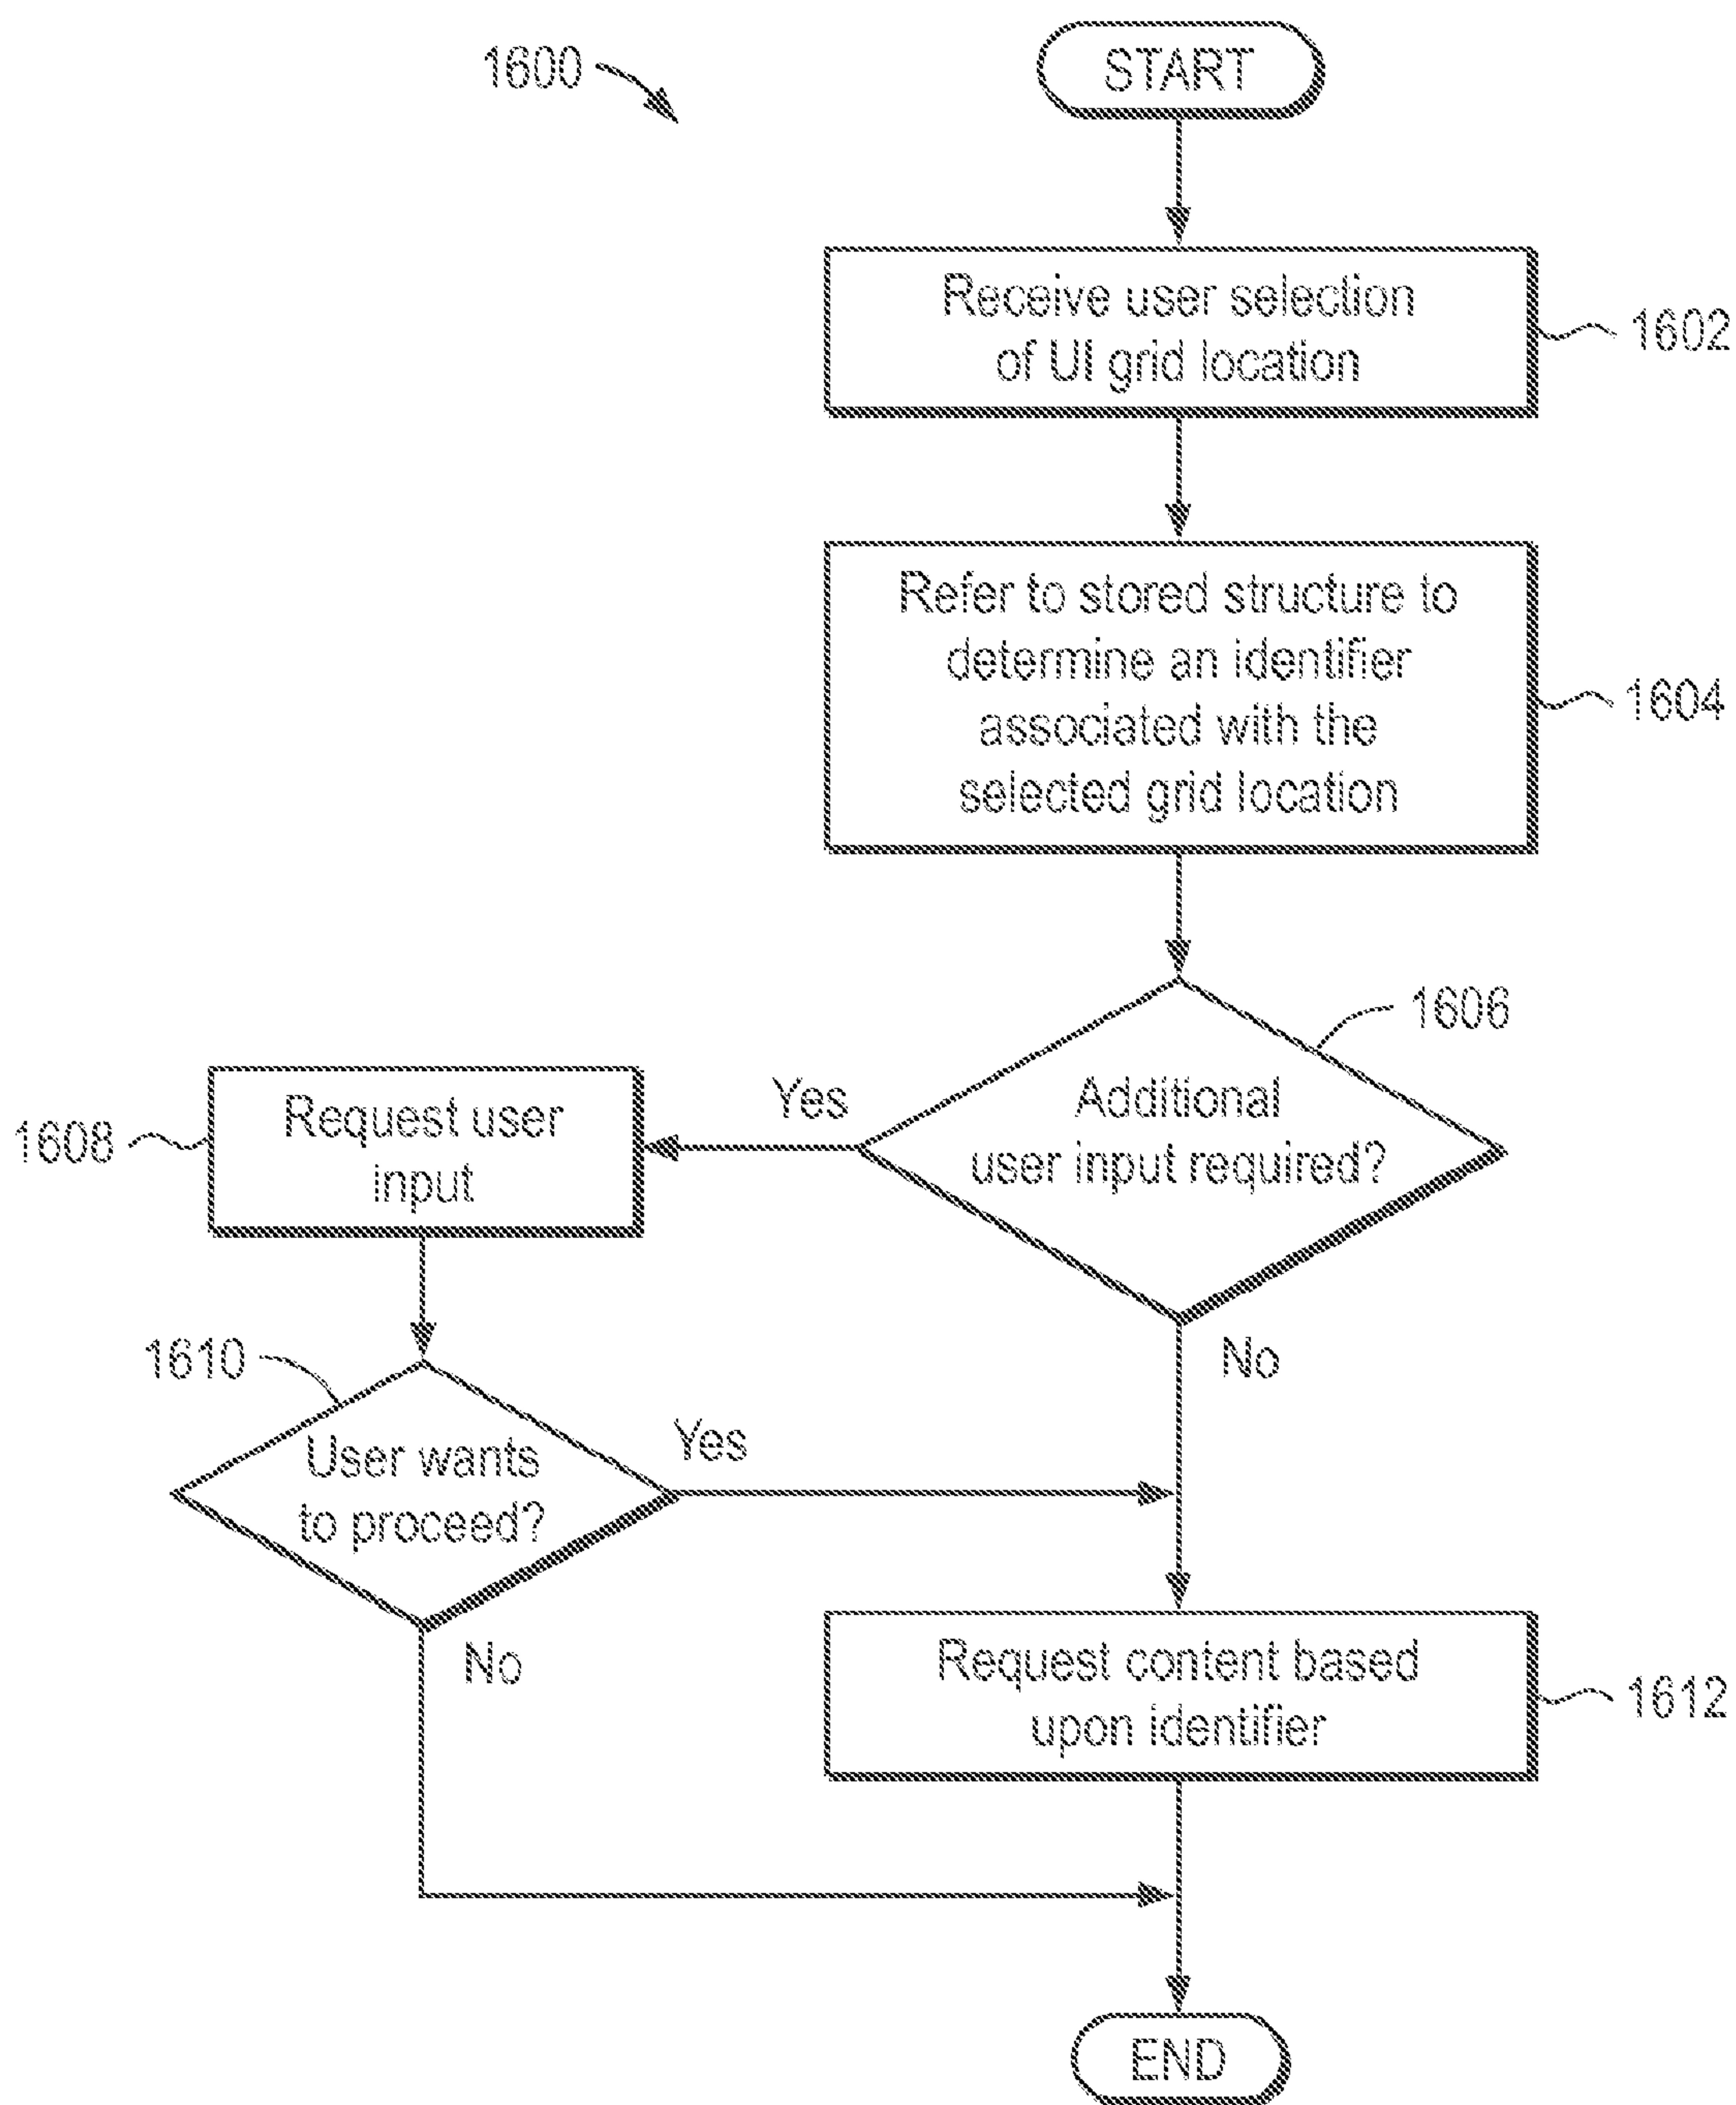 1600
START
Receive user selection
of UI grid location
1602
Refer to stored structure to
determine an identifier
associated with the
selected grid location
1604
1606
Additional
user input required?
Yes
No
Request user
input
1608
1610
User wants
to proceed?
Yes
No
Request content based
upon identifier
1612
END